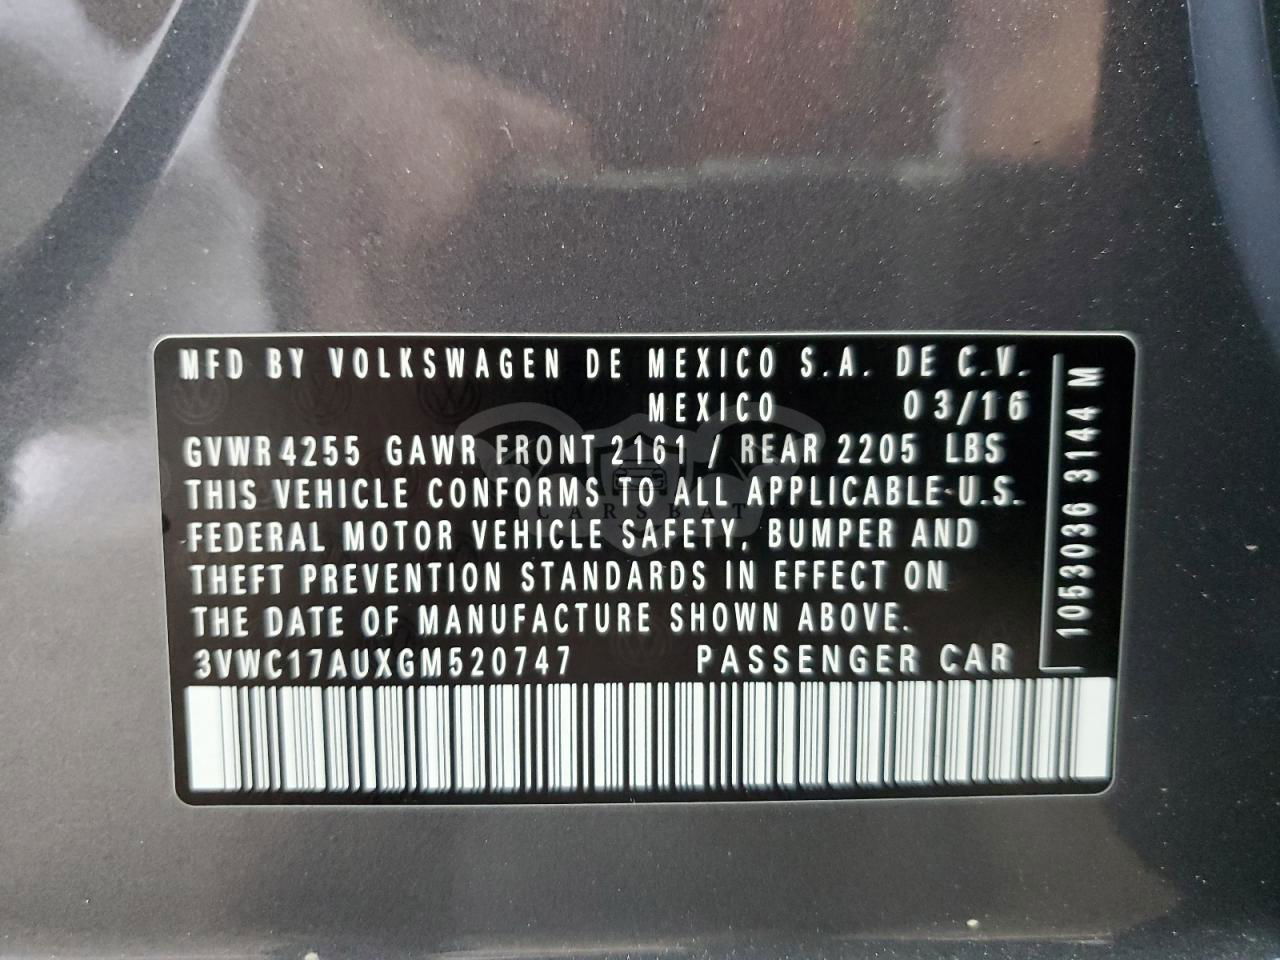 MFD BY VOLKSWAGEN DE MEXICO S.A. DE C.V.
MEXICO 03/16
GVWR 4255 GAWR FRONT 2161 / REAR 2205 LBS
THIS VEHICLE CONFORMS TO ALL APPLICABLE U.S.
FEDERAL MOTOR VEHICLE SAFETY, BUMPER AND
THEFT PREVENTION STANDARDS IN EFFECT ON
THE DATE OF MANUFACTURE SHOWN ABOVE.
3VWC17AUXGM520747 PASSENGER CAR
1053036 3144 M
CARSBAT